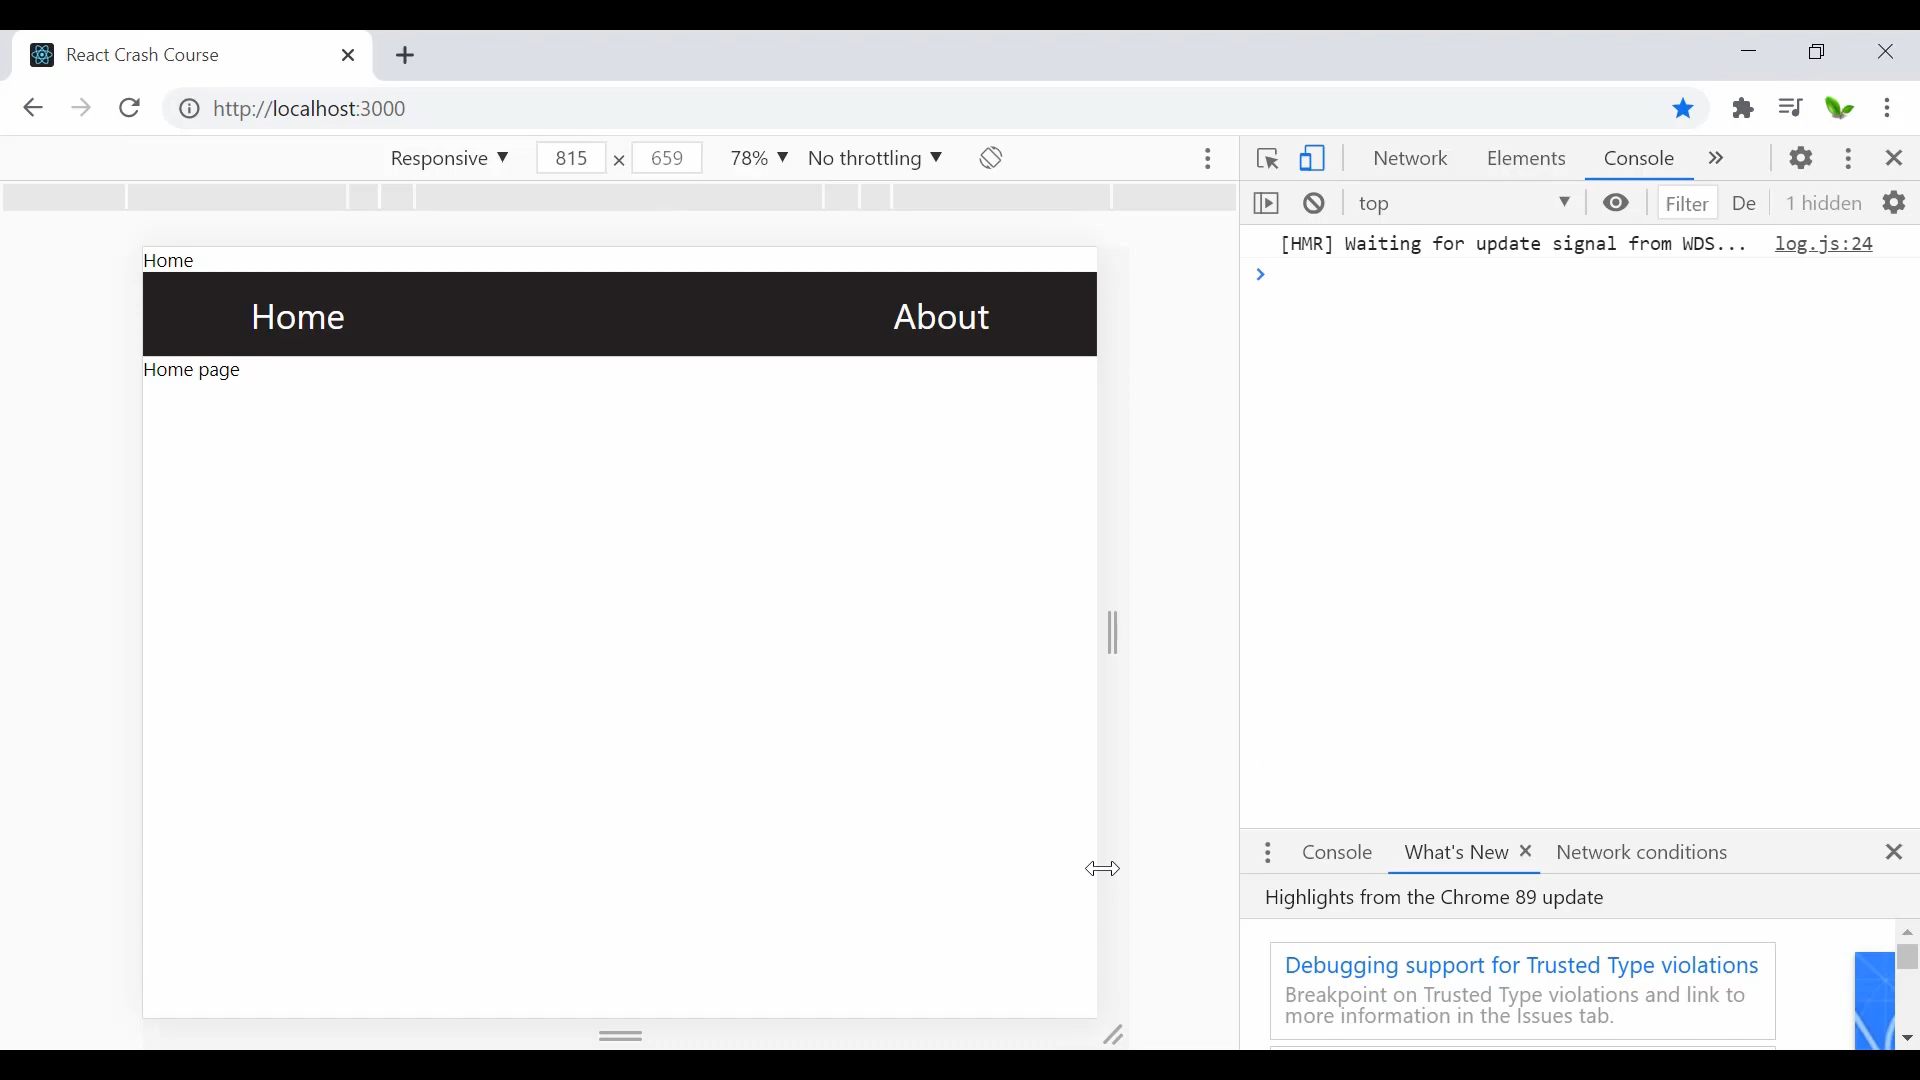 React Crash Course
http://localhost:3000
Responsive 815 × 659 78% No throttling
Network Elements Console
top Filter De 1 hidden
[HMR] Waiting for update signal from WDS... log.js:24
Home
Home About
Home page
Console What's New Network conditions
Highlights from the Chrome 89 update
Debugging support for Trusted Type violations
Breakpoint on Trusted Type violations and link to
more information in the Issues tab.